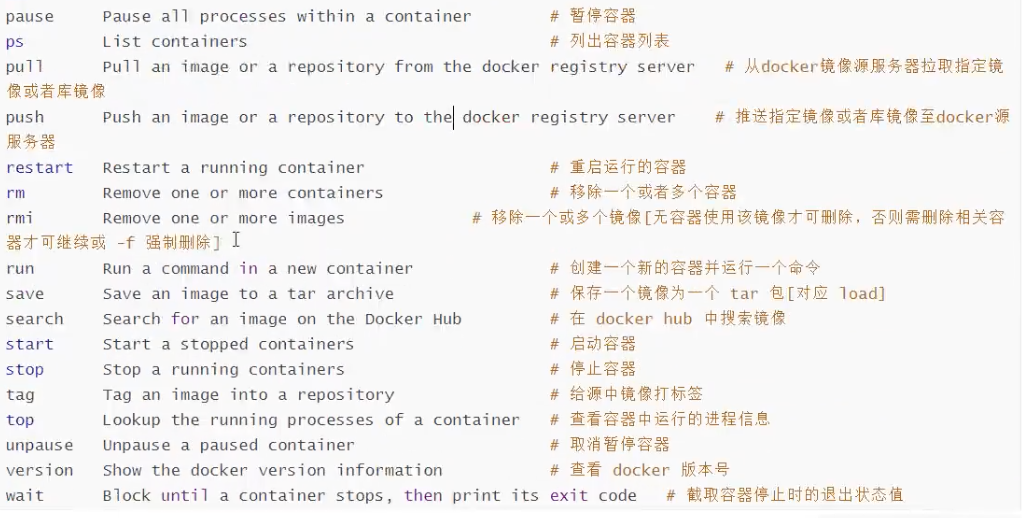 pause Pause all processes within a container # 暂停容器
ps List containers # 列出容器列表
pull Pull an image or a repository from the docker registry server # 从docker镜像源服务器拉取指定镜
像或者库镜像
push Push an image or a repository to the docker registry server # 推送指定镜像或者库镜像至docker源
服务器
restart Restart a running container # 重启运行的容器
rm Remove one or more containers # 移除一个或者多个容器
rmi Remove one or more images # 移除一个或多个镜像[无容器使用该镜像才可删除，否则需删除相关容
器才可继续或 -f 强制删除]
run Run a command in a new container # 创建一个新的容器并运行一个命令
save Save an image to a tar archive # 保存一个镜像为一个 tar 包[对应 load]
search Search for an image on the Docker Hub # 在 docker hub 中搜索镜像
start Start a stopped containers # 启动容器
stop Stop a running containers # 停止容器
tag Tag an image into a repository # 给源中镜像打标签
top Lookup the running processes of a container # 查看容器中运行的进程信息
unpause Unpause a paused container # 取消暂停容器
version Show the docker version information # 查看 docker 版本号
wait Block until a container stops, then print its exit code # 截取容器停止时的退出状态值